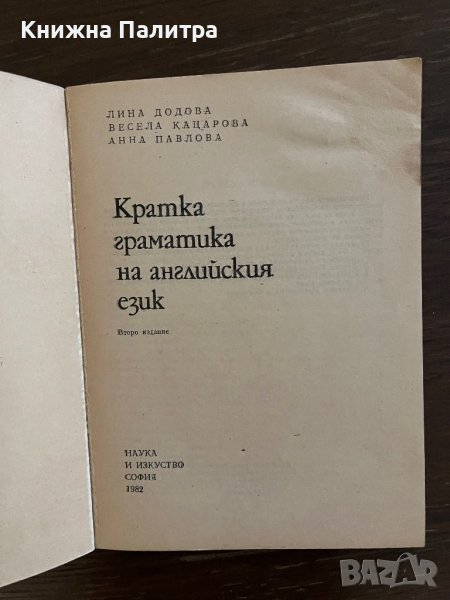 Книжна Палитра
ЛИНА ДОДОВА
ВЕСЕЛА КАЦАРОВА
АННА ПАВЛОВА
Кратка
граматика
на английския
език
Второ издание
НАУКА
И ИЗКУСТВО
СОФИЯ
1982
BAZAR